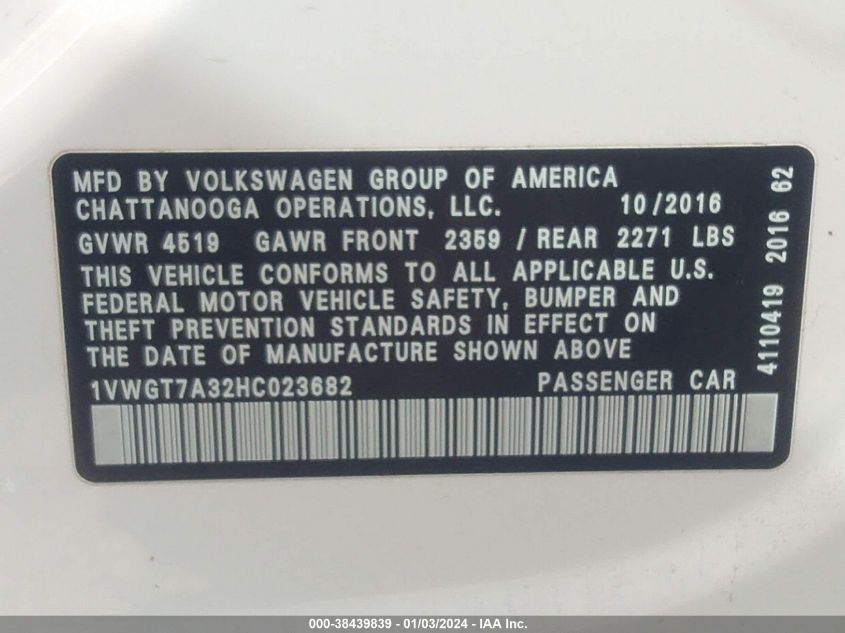 MFD BY VOLKSWAGEN GROUP OF AMERICA
CHATTANOOGA OPERATIONS, LLC. 10/2016
GVWR 4519 GAWR FRONT 2359 / REAR 2271 LBS
THIS VEHICLE CONFORMS TO ALL APPLICABLE U.S.
FEDERAL MOTOR VEHICLE SAFETY, BUMPER AND
THEFT PREVENTION STANDARDS IN EFFECT ON
THE DATE OF MANUFACTURE SHOWN ABOVE
1VWGT7A32HC023682 PASSENGER CAR
4110419 2016 62
000-38439839 - 01/03/2024 - IAA Inc.